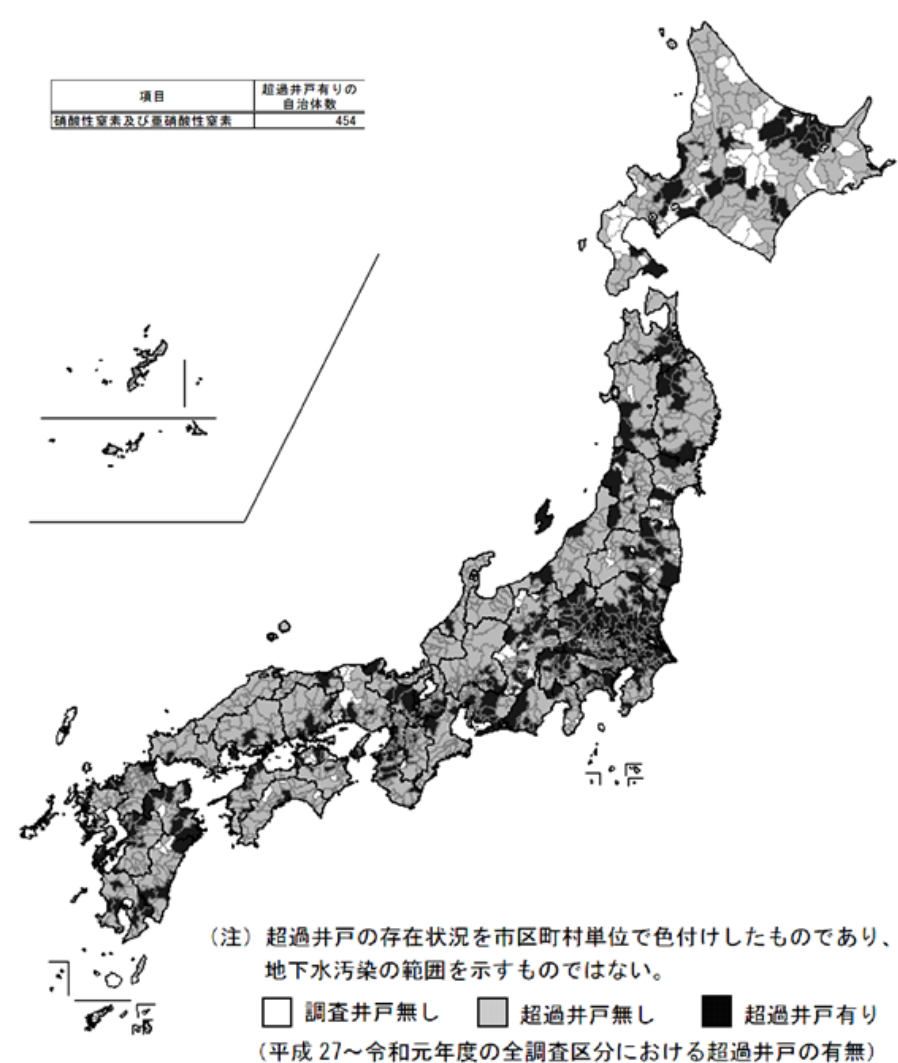 項目
超過井戸有りの
自治体数
硝酸性窒素及び亜硝酸性窒素
454
(注) 超過井戸の存在状況を市区町村単位で色付けしたものであり、
地下水汚染の範囲を示すものではない。
調査井戸無し 超過井戸無し 超過井戸有り
(平成 27~令和元年度の全調査区分における超過井戸の有無)